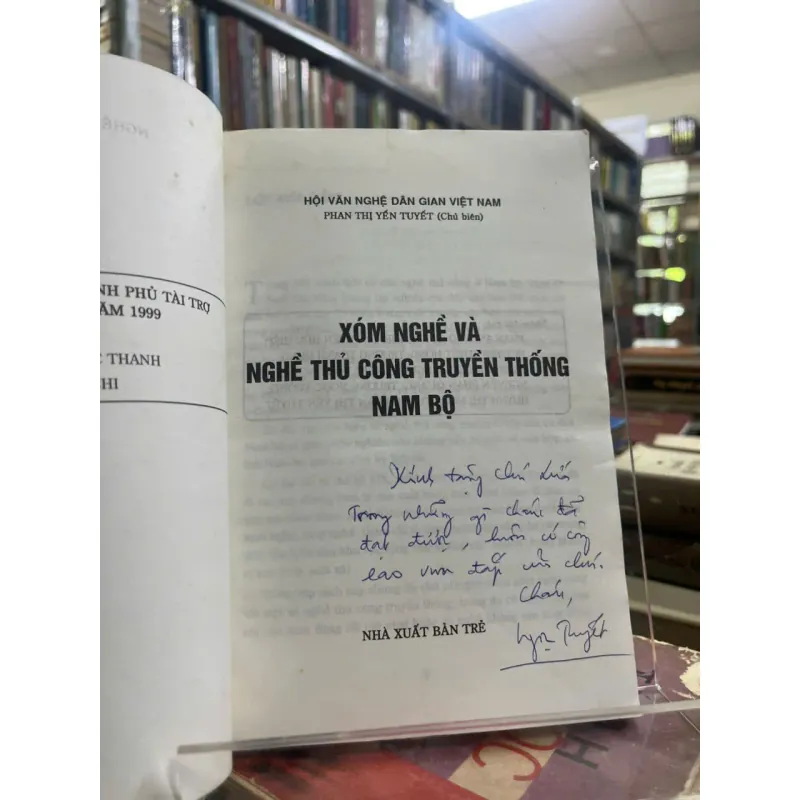 NH PHỦ TÀI TRỢ
ĂM 1999
THANH
HI
HỘI VĂN NGHỆ DÂN GIAN VIỆT NAM
PHAN THỊ YẾN TUYẾT (Chủ biên)
XÓM NGHỀ VÀ
NGHỀ THỦ CÔNG TRUYỀN THỐNG
NAM BỘ
Kính tặng chú
Trong những gì cháu đã
đạt được, luôn có công
lao vun đắp của chú.
Cháu,
Tuyết
NHÀ XUẤT BẢN TRẺ